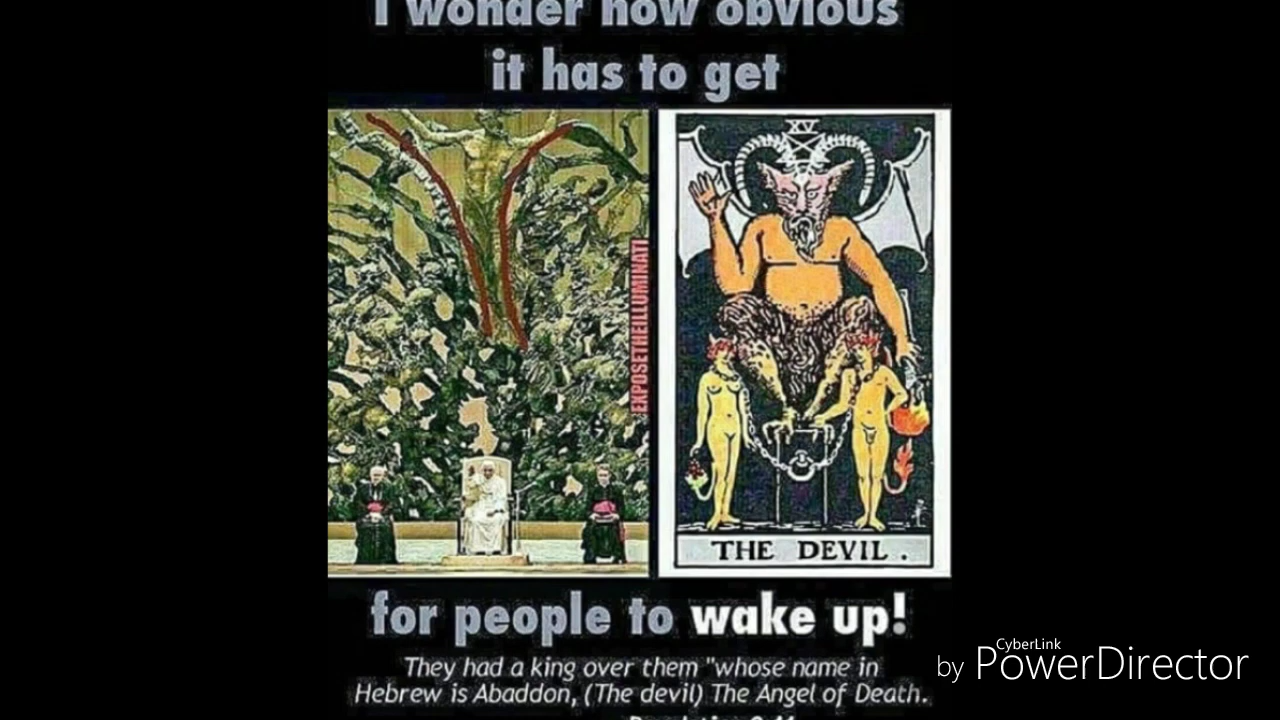 I wonder how obvious
it has to get
EXPOSETHEILLUMINATI
XV
THE DEVIL.
for people to wake up!
They had a king over them "whose name in
Hebrew is Abaddon, (The devil) The Angel of Death.
CyberLink
by PowerDirector